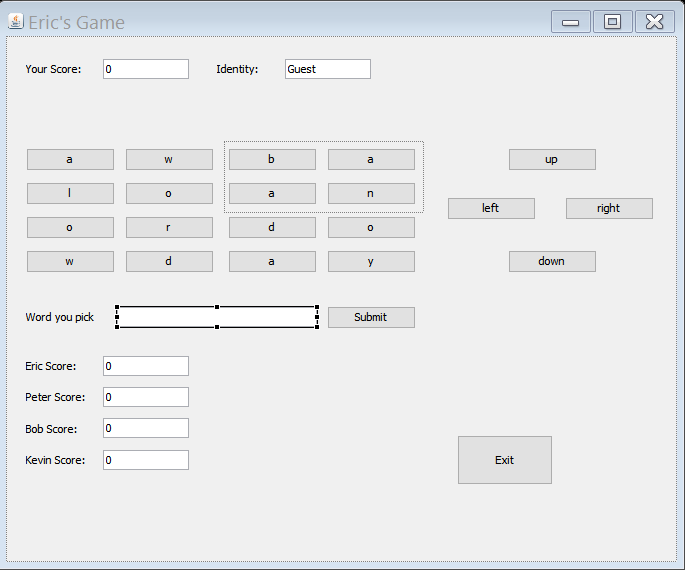 Eric's Game
Your Score: 0 Identity: Guest
a w b a
up
l o a n
left right
o r d o
w d a y
down
Word you pick Submit
Eric Score: 0
Peter Score: 0
Bob Score: 0
Kevin Score: 0
Exit